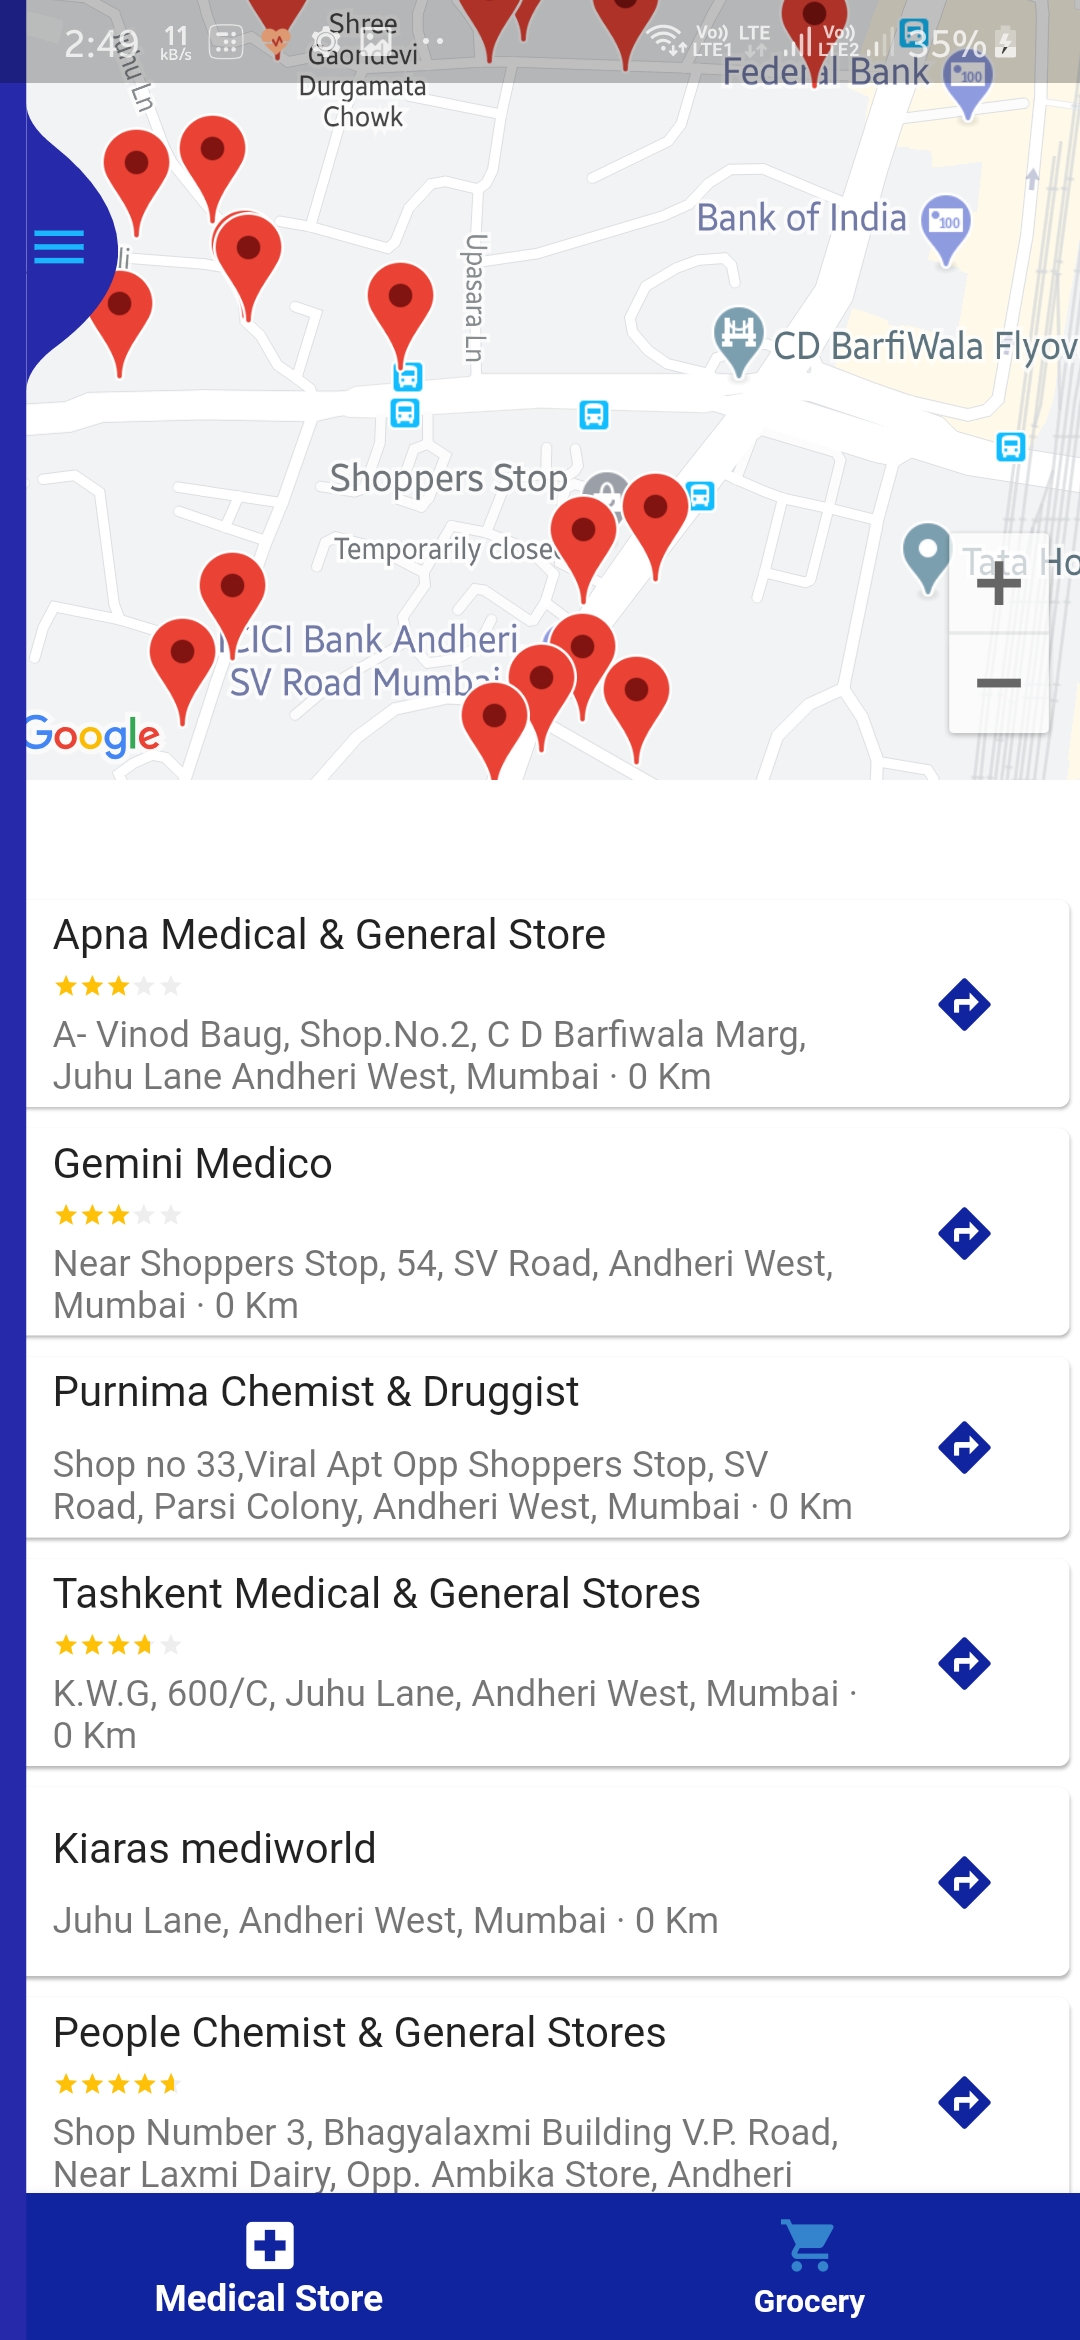 2:49 11 kB/s Vo)) LTE1 LTE Vo)) LTE2 35%
Shree
Gaondevi
Durgamata
Chowk
Federal Bank
Bank of India
Upasara Ln
CD BarfiWala Flyov
Shoppers Stop
Temporarily close
Tata Ho
ICICI Bank Andheri
SV Road Mumbai
Google
Apna Medical & General Store
A- Vinod Baug, Shop.No.2, C D Barfiwala Marg,
Juhu Lane Andheri West, Mumbai · 0 Km
Gemini Medico
Near Shoppers Stop, 54, SV Road, Andheri West,
Mumbai · 0 Km
Purnima Chemist & Druggist
Shop no 33,Viral Apt Opp Shoppers Stop, SV
Road, Parsi Colony, Andheri West, Mumbai · 0 Km
Tashkent Medical & General Stores
K.W.G, 600/C, Juhu Lane, Andheri West, Mumbai ·
0 Km
Kiaras mediworld
Juhu Lane, Andheri West, Mumbai · 0 Km
People Chemist & General Stores
Shop Number 3, Bhagyalaxmi Building V.P. Road,
Near Laxmi Dairy, Opp. Ambika Store, Andheri
Medical Store
Grocery